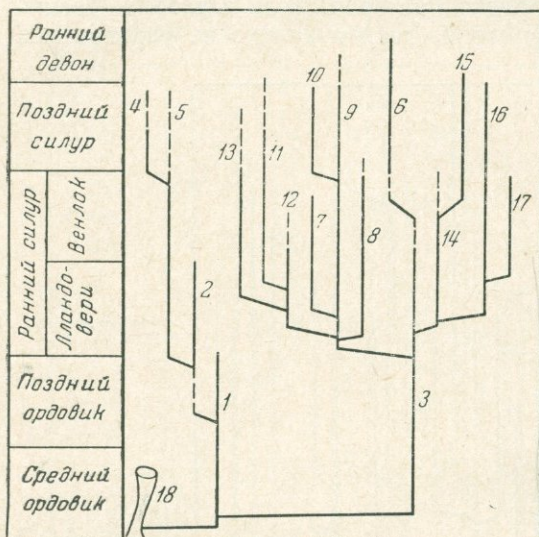 Ранний
девон
Поздний
силур
Ранний силур
Венлок
Лландо-
вери
Поздний
ордовик
Средний
ордовик
4
5
13
11
12
10
9
7
8
6
15
16
14
17
2
1
3
18